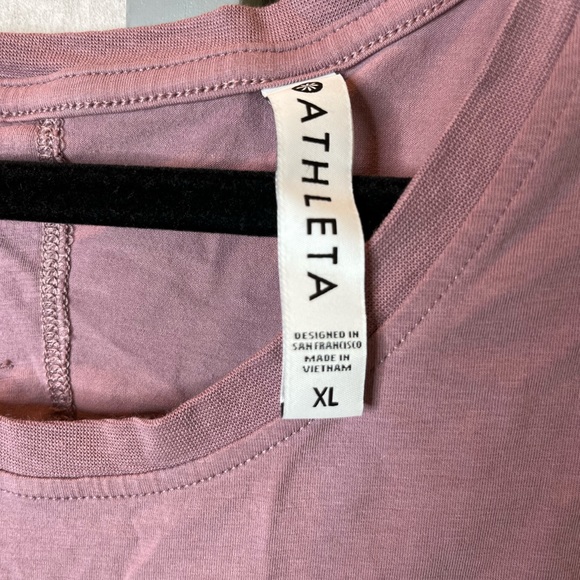 ATHLETA
DESIGNED IN
SAN FRANCISCO
MADE IN
VIETNAM
XL